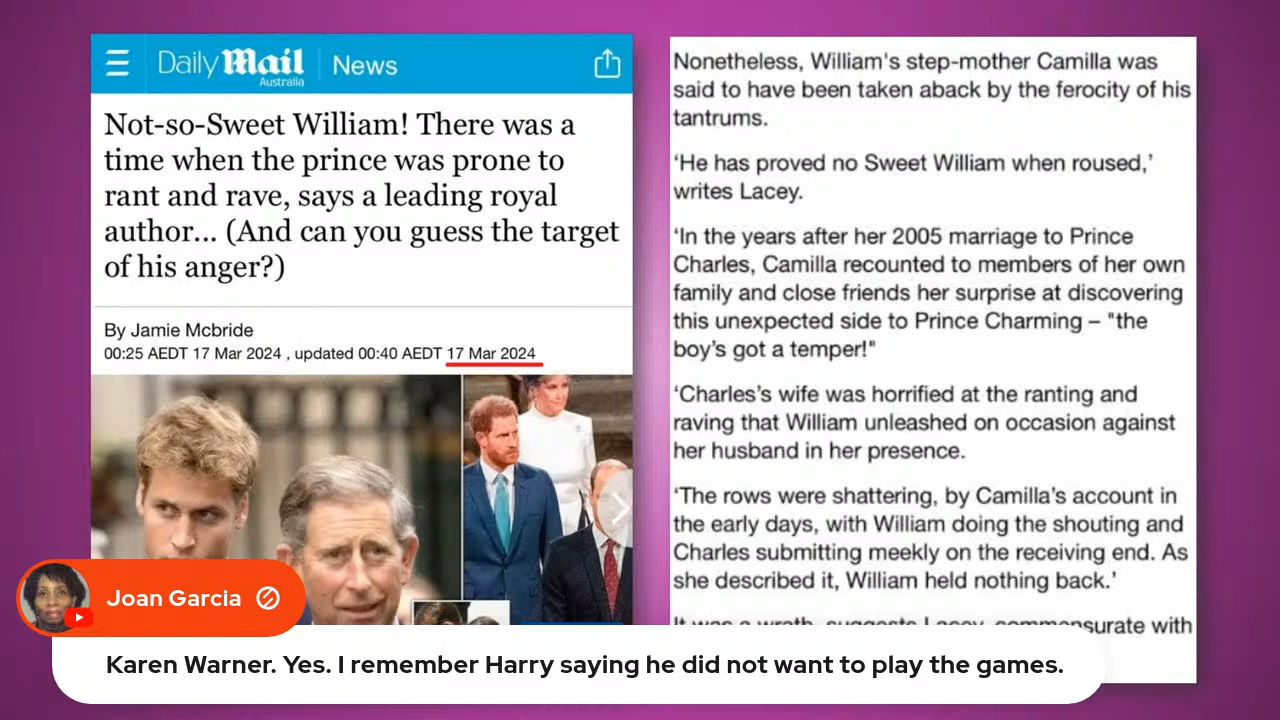 Daily Mail
Australia
News
Not-so-Sweet William! There was a
time when the prince was prone to
rant and rave, says a leading royal
author... (And can you guess the target
of his anger?)
By Jamie Mcbride
00:25 AEDT 17 Mar 2024 , updated 00:40 AEDT 17 Mar 2024
Nonetheless, William's step-mother Camilla was
said to have been taken aback by the ferocity of his
tantrums.
‘He has proved no Sweet William when roused,’
writes Lacey.
‘In the years after her 2005 marriage to Prince
Charles, Camilla recounted to members of her own
family and close friends her surprise at discovering
this unexpected side to Prince Charming – "the
boy’s got a temper!"
‘Charles’s wife was horrified at the ranting and
raving that William unleashed on occasion against
her husband in her presence.
‘The rows were shattering, by Camilla’s account in
the early days, with William doing the shouting and
Charles submitting meekly on the receiving end. As
she described it, William held nothing back.’
It was a wrath, suggests Lacey, commensurate with
Joan Garcia
Karen Warner. Yes. I remember Harry saying he did not want to play the games.